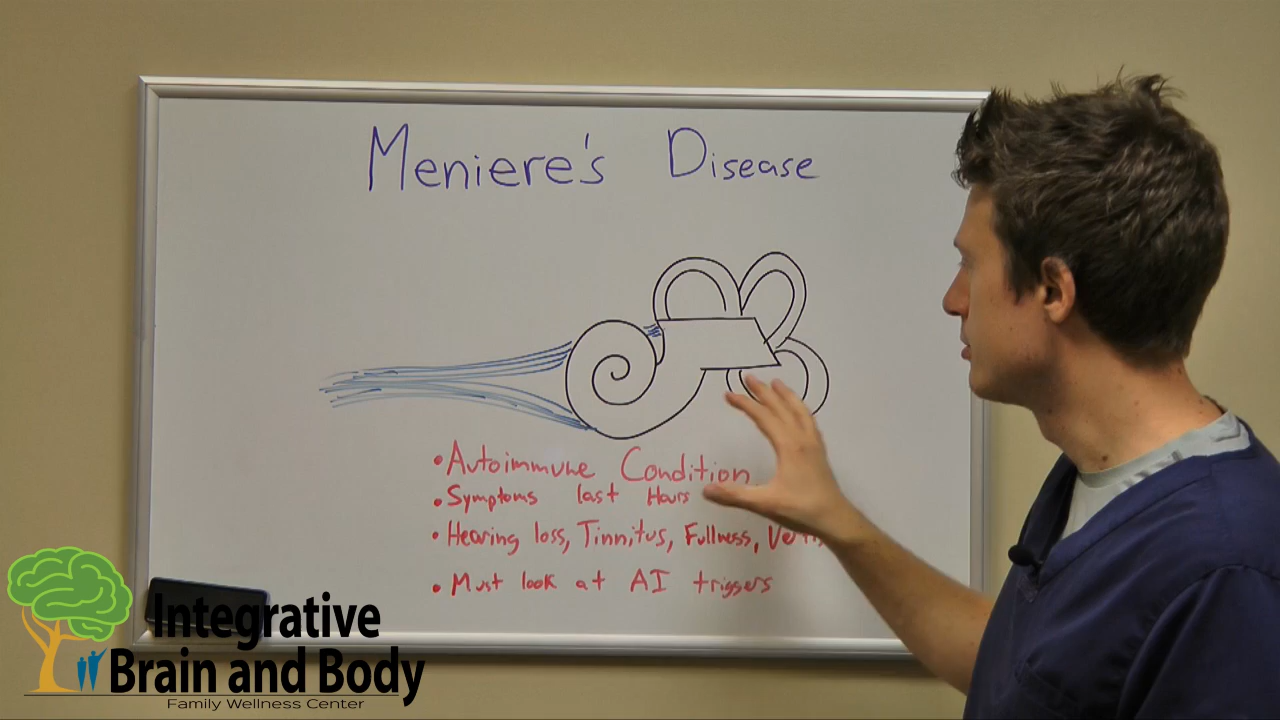 Meniere's Disease
• Autoimmune Condition
• Symptoms last Hours
• Hearing loss, Tinnitus, Fullness,
• Must look at AI triggers
Integrative
Brain and Body
Family Wellness Center